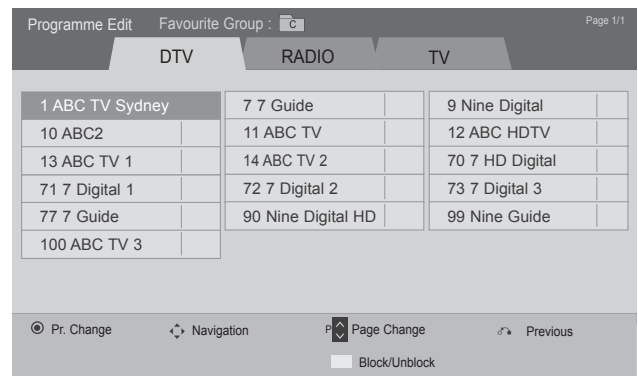 Programme Edit Favourite Group : C Page 1/1
DTV RADIO TV
1 ABC TV Sydney 7 7 Guide 9 Nine Digital
10 ABC2 11 ABC TV 12 ABC HDTV
13 ABC TV 1 14 ABC TV 2 70 7 HD Digital
71 7 Digital 1 72 7 Digital 2 73 7 Digital 3
77 7 Guide 90 Nine Digital HD 99 Nine Guide
100 ABC TV 3
Pr. Change Navigation P Page Change Previous
Block/Unblock